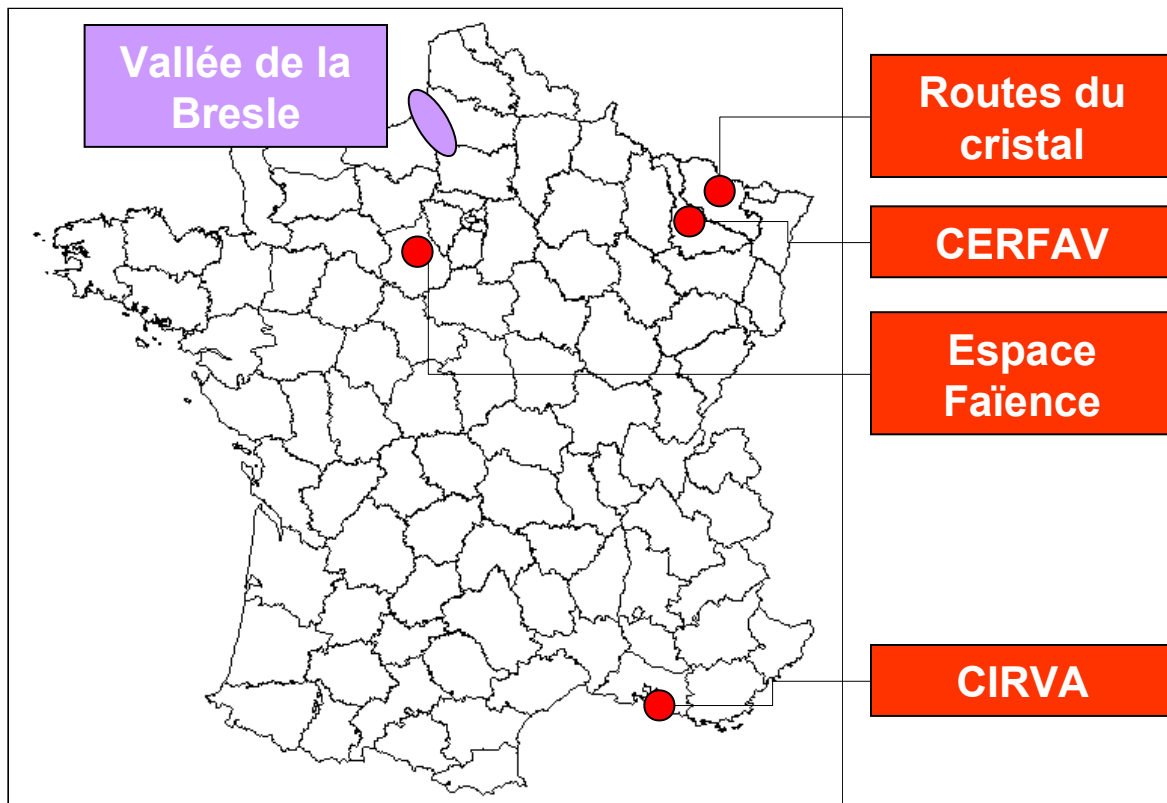 Vallée de la
Bresle
Routes du
cristal
CERFAV
Espace
Faïence
CIRVA